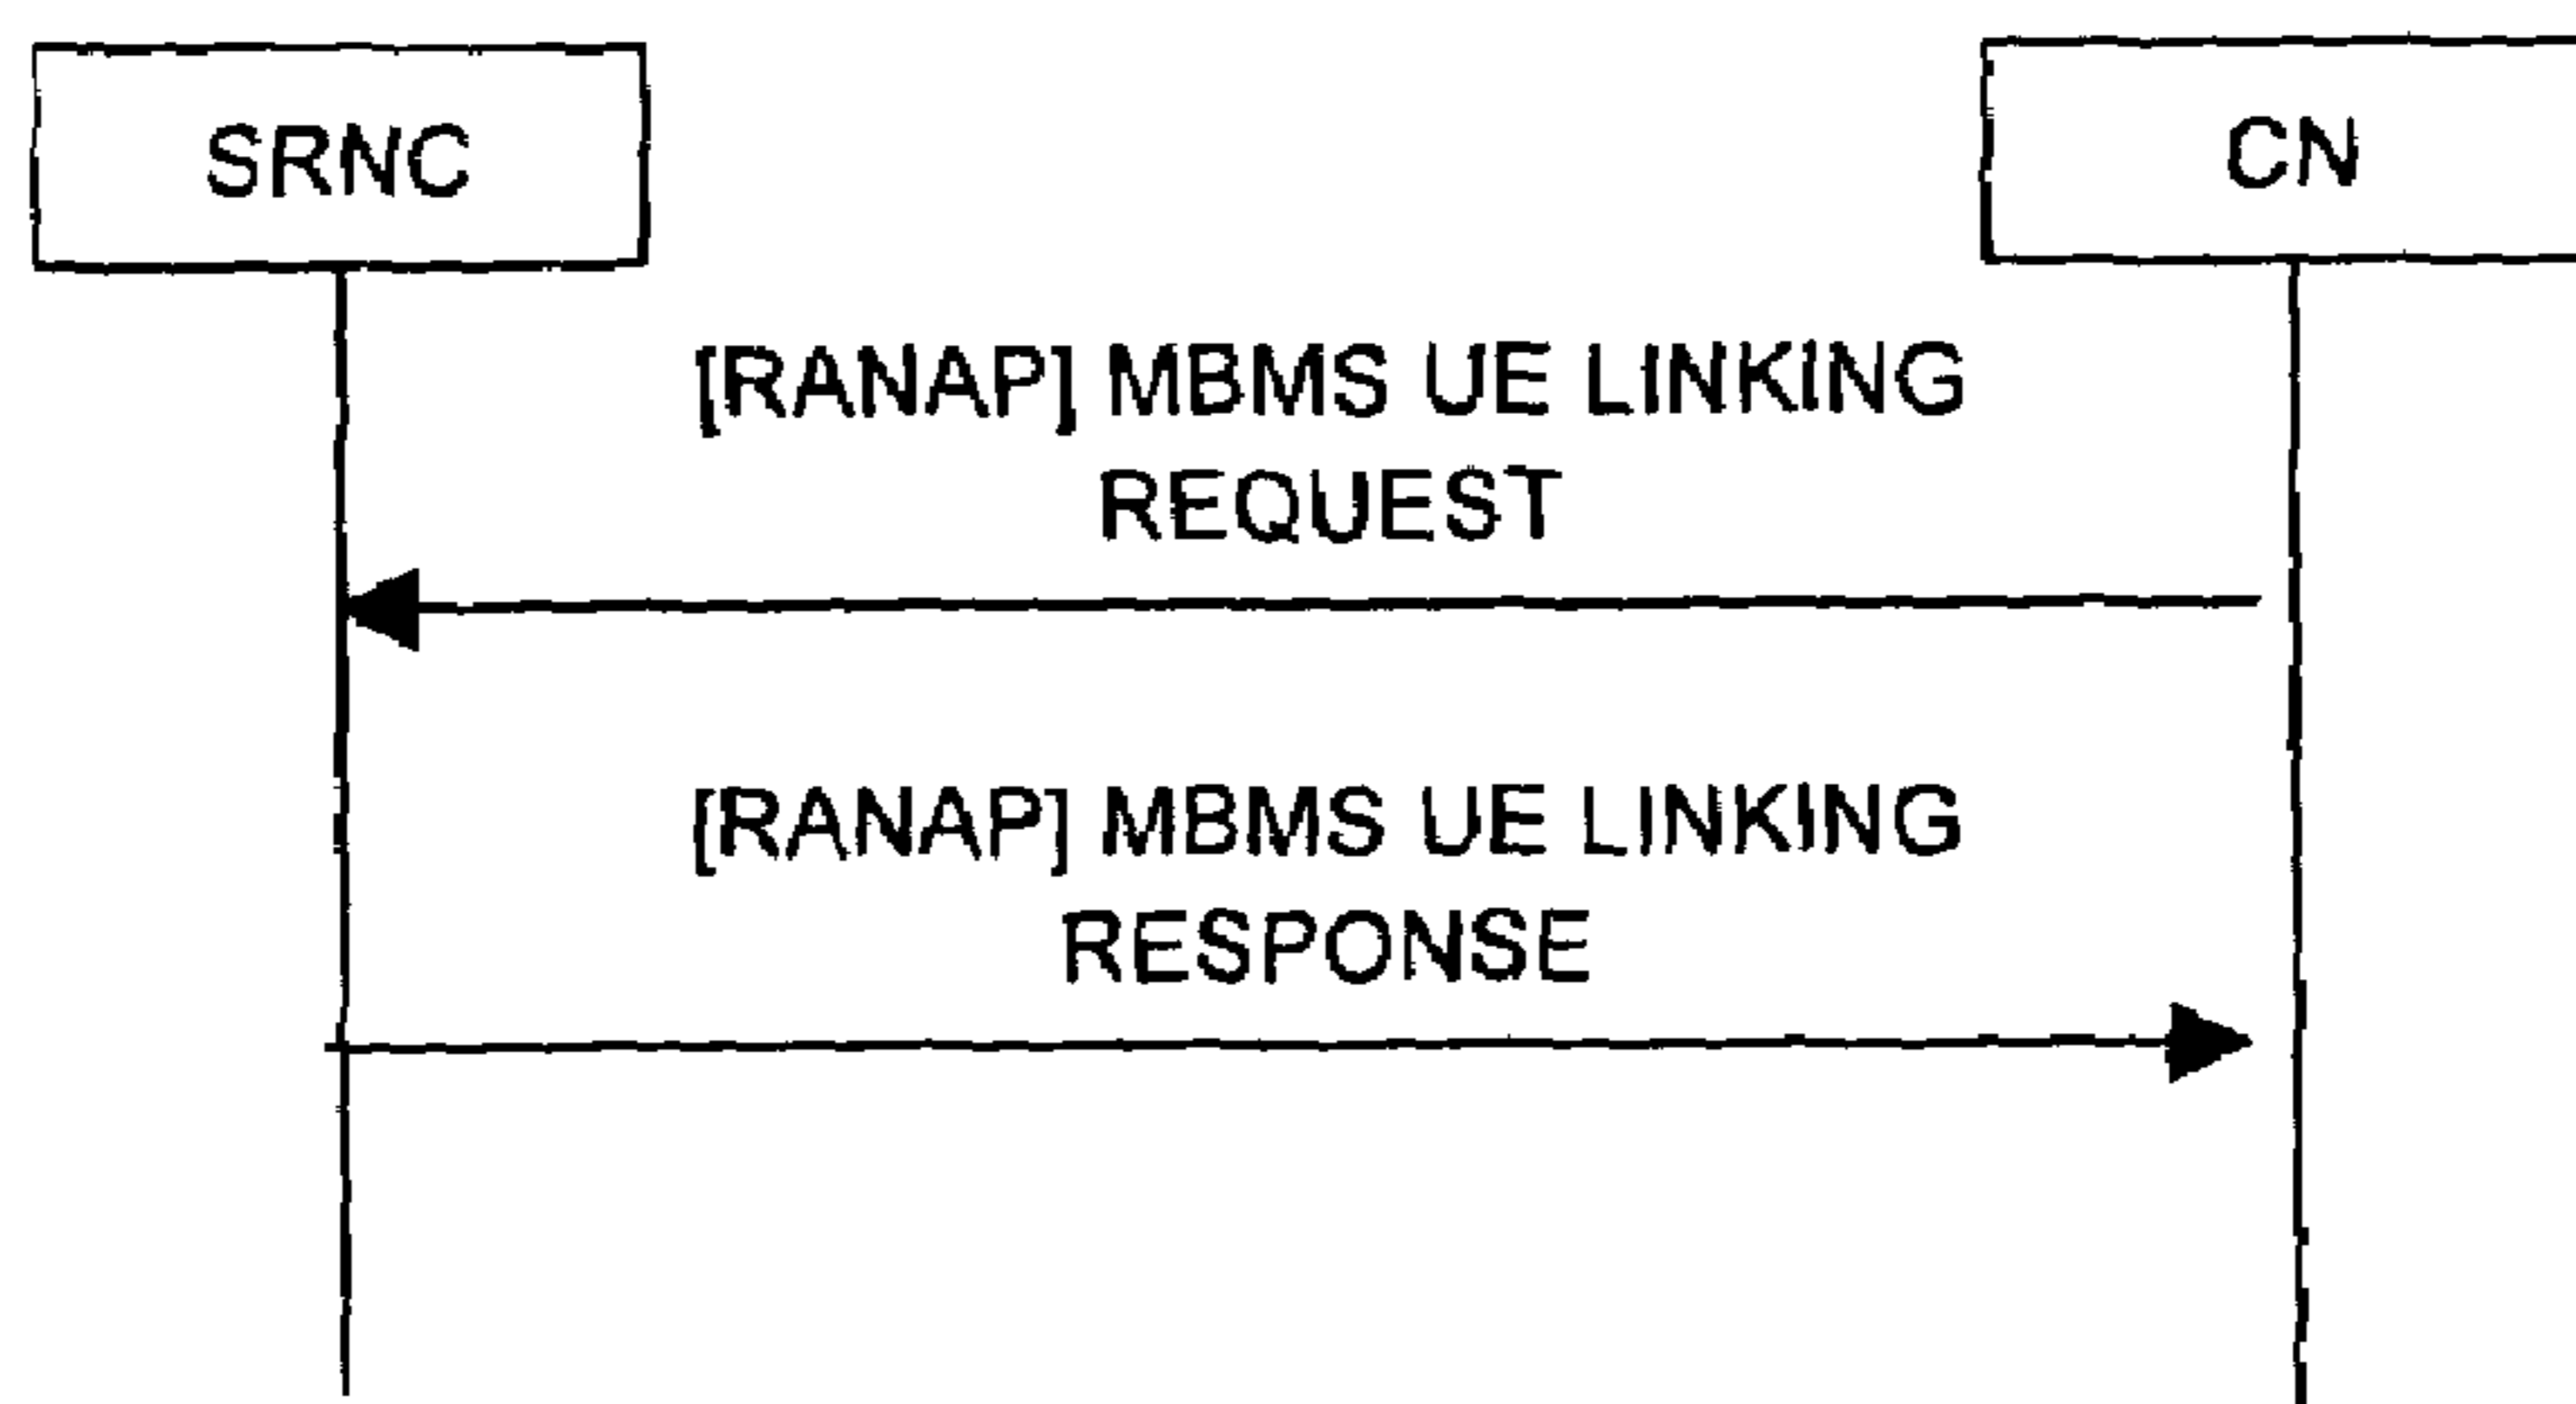 SRNC
CN
[RANAP] MBMS UE LINKING
REQUEST
[RANAP] MBMS UE LINKING
RESPONSE